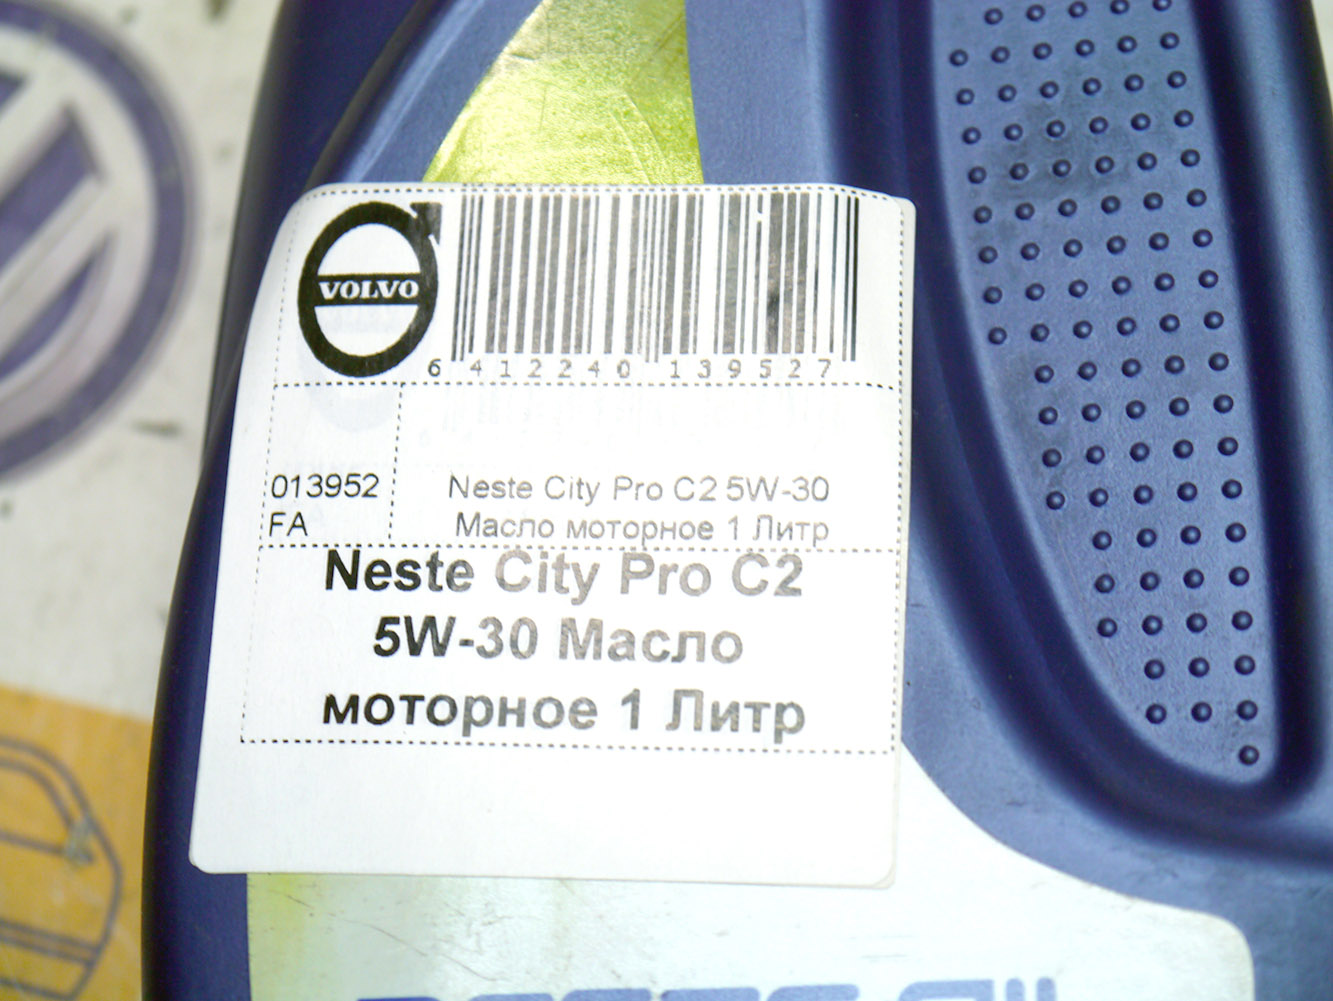 VOLVO
6 412240 139527
013952
FA
Neste City Pro C2 5W-30
Масло моторное 1 Литр
Neste City Pro C2
5W-30 Масло
моторное 1 Литр